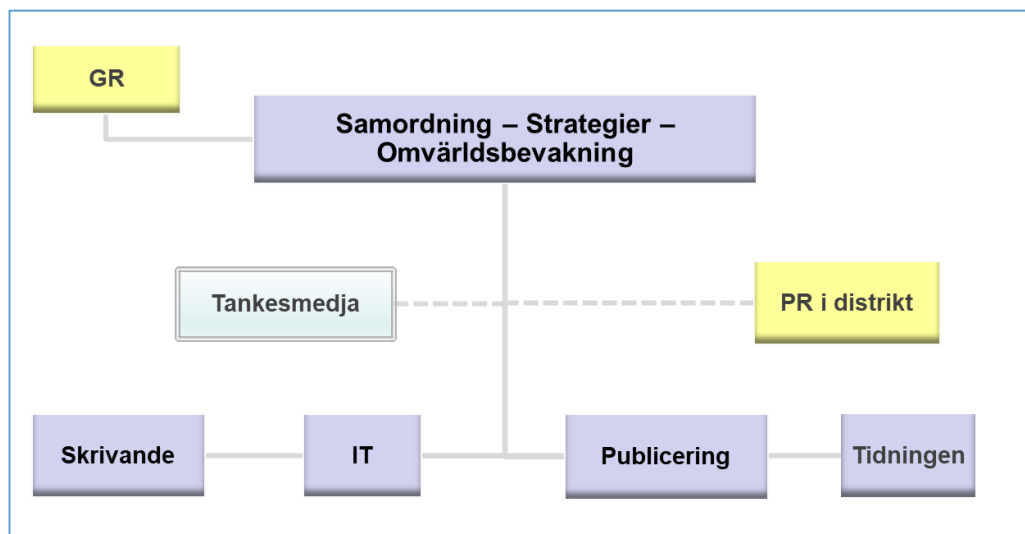 GR
Samordning – Strategier –
Omvärldsbevakning
Tankesmedja
PR i distrikt
Skrivande
IT
Publicering
Tidningen